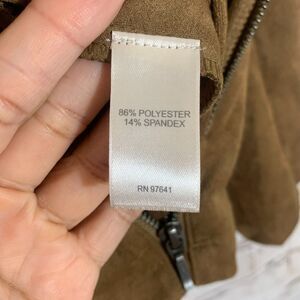 86% POLYESTER
14% SPANDEX
RN 97641